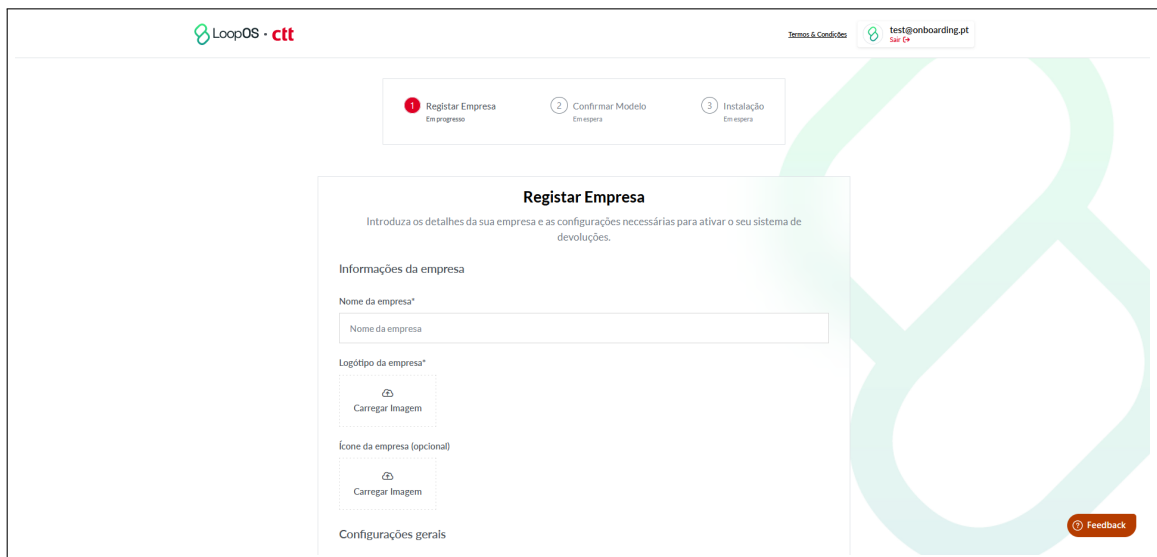 LoopOS · ctt
Termos & Condições
test@onboarding.pt
Sair
1 Registar Empresa
Em progresso
2 Confirmar Modelo
Em espera
3 Instalação
Em espera
Registar Empresa
Introduza os detalhes da sua empresa e as configurações necessárias para ativar o seu sistema de
devoluções.
Informações da empresa
Nome da empresa*
Nome da empresa
Logótipo da empresa*
Carregar Imagem
Ícone da empresa (opcional)
Carregar Imagem
Configurações gerais
Feedback